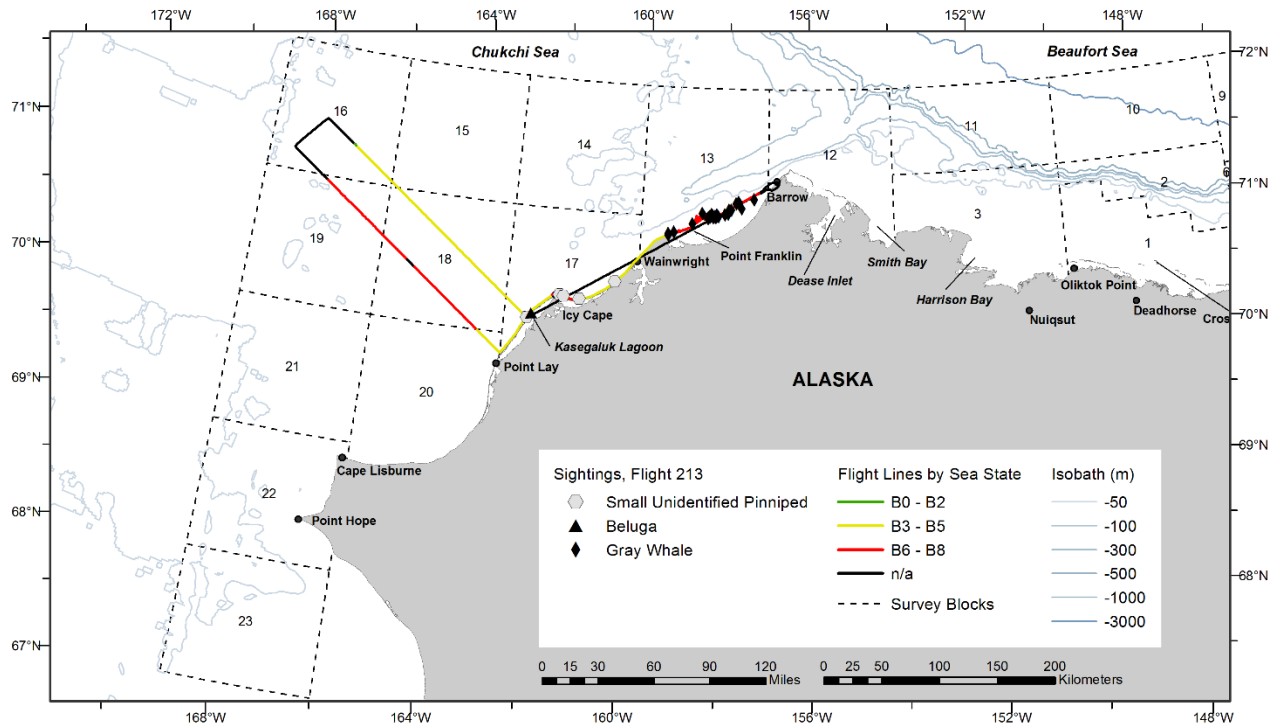 172°W 168°W 164°W 160°W 156°W 152°W 148°W
Chukchi Sea
Beaufort Sea
72°N
71°N
16
15
14
13
12
11
10
9
6
2
3
1
71°N
Barrow
70°N
19
18
17
Wainwright
Point Franklin
Dease Inlet
Smith Bay
Harrison Bay
Oliktok Point
Nuiqsut
Deadhorse
Cros
70°N
Icy Cape
Kasegaluk Lagoon
Point Lay
69°N
21
20
ALASKA
69°N
Cape Lisburne
22
68°N
Point Hope
68°N
23
67°N
67°N
Sightings, Flight 213
Small Unidentified Pinniped
Beluga
Gray Whale
Flight Lines by Sea State
B0 - B2
B3 - B5
B6 - B8
n/a
Survey Blocks
Isobath (m)
-50
-100
-300
-500
-1000
-3000
0 15 30 60 90 120
Miles
0 25 50 100 150 200
Kilometers
168°W 164°W 160°W 156°W 152°W 148°W